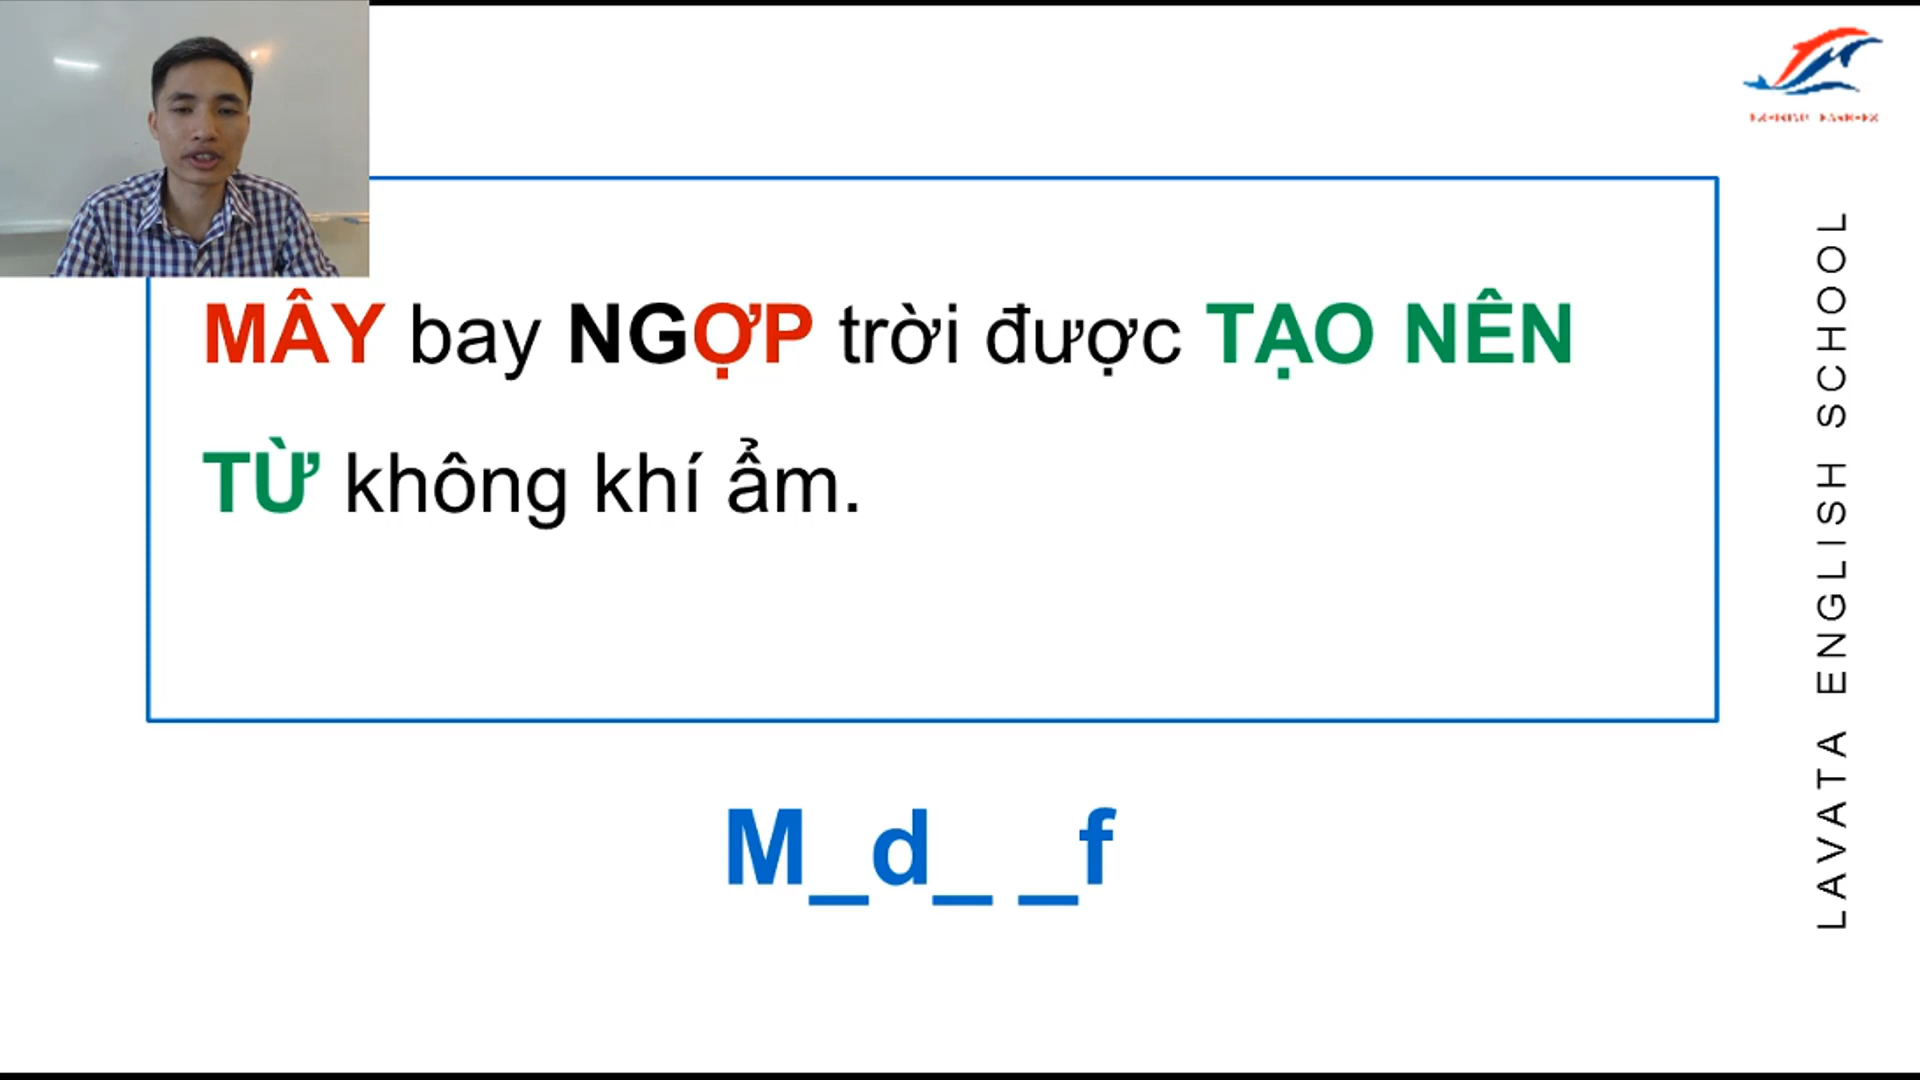 MÂY bay NGỢP trời được TẠO NÊN
TỪ không khí ẩm.
M_d_ _f
LAVATA ENGLISH SCHOOL